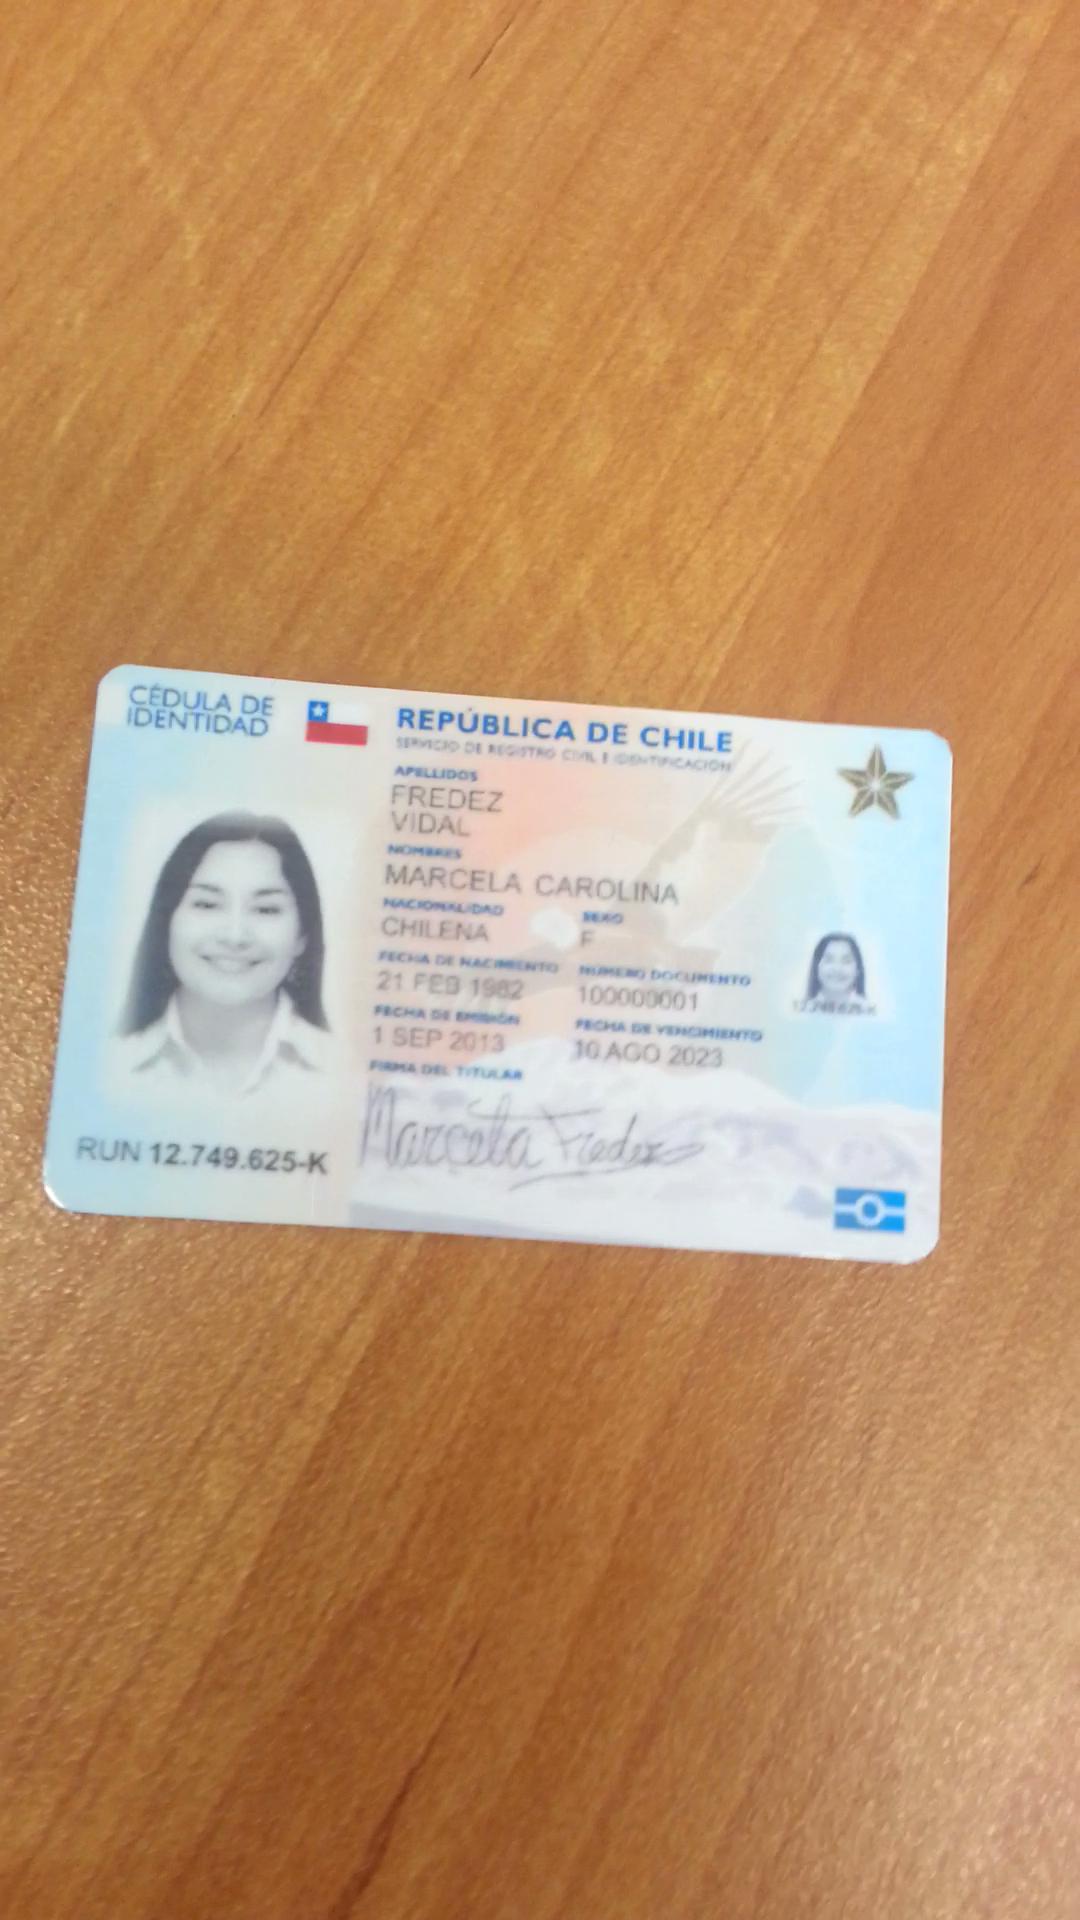 CÉDULA DE
IDENTIDAD
REPÚBLICA DE CHILE
SERVICIO DE REGISTRO CIVIL E IDENTIFICACIÓN
APELLIDOS
FREDEZ
VIDAL
NOMBRES
MARCELA CAROLINA
NACIONALIDAD SEXO
CHILENA F
FECHA DE NACIMIENTO NÚMERO DOCUMENTO
21 FEB 1982 100000001
FECHA DE EMISIÓN FECHA DE VENCIMIENTO
1 SEP 2013 10 AGO 2023
FIRMA DEL TITULAR
Marcela Fredez
RUN 12.749.625-K
12.749.625-K